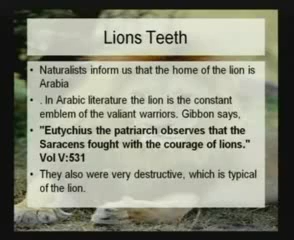 Lions Teeth
• Naturalists inform us that the home of the lion is
Arabia
• . In Arabic literature the lion is the constant
emblem of the valiant warriors. Gibbon says,
• "Eutychius the patriarch observes that the
Saracens fought with the courage of lions."
Vol V:531
• They also were very destructive, which is typical
of the lion.